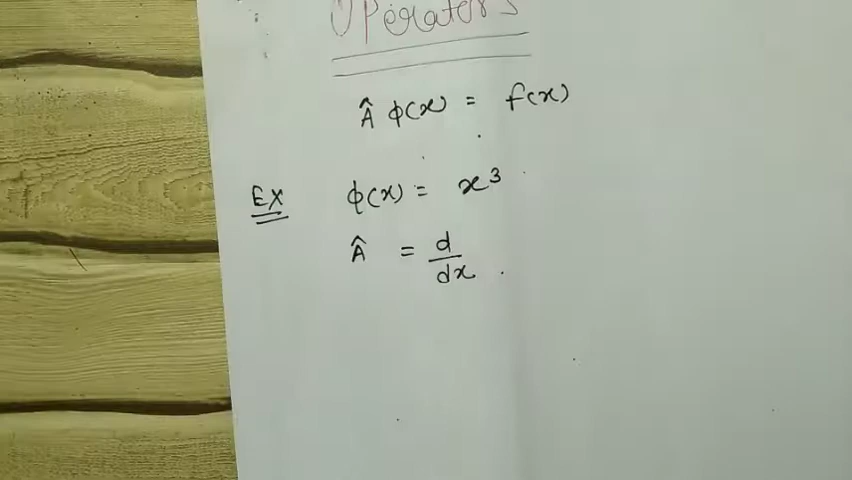 Operators
Â ϕ(x) = f(x)
EX ϕ(x) = x³
Â = d/dx